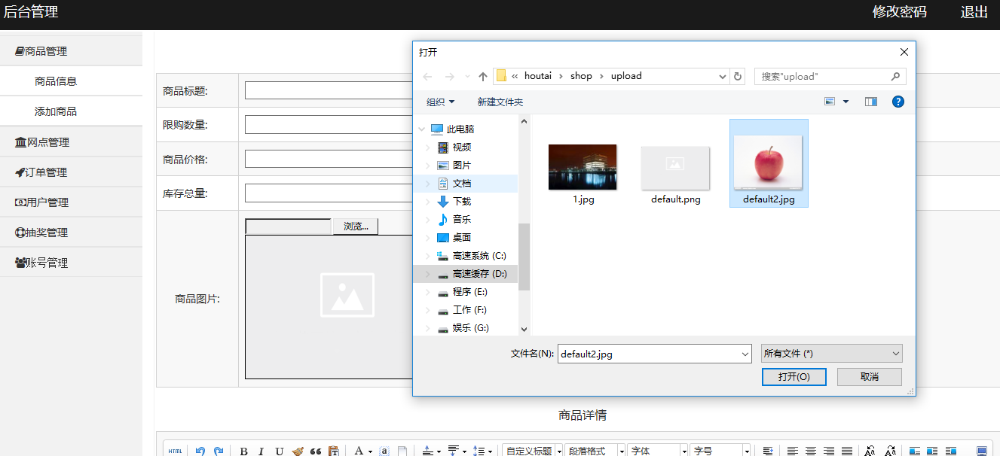 后台管理
修改密码
退出
商品管理
商品信息
添加商品
网点管理
订单管理
用户管理
抽奖管理
账号管理
商品标题:
限购数量:
商品价格:
库存总量:
商品图片:
浏览...
打开
« houtai › shop › upload
搜索"upload"
组织
新建文件夹
此电脑
视频
图片
文档
下载
音乐
桌面
高速系统 (C:)
高速缓存 (D:)
程序 (E:)
工作 (F:)
娱乐 (G:)
1.jpg
default.png
default2.jpg
文件名(N):
default2.jpg
所有文件 (*)
打开(O)
取消
商品详情
HTML
B I U
A
a
自定义标题
段落格式
字体
字号